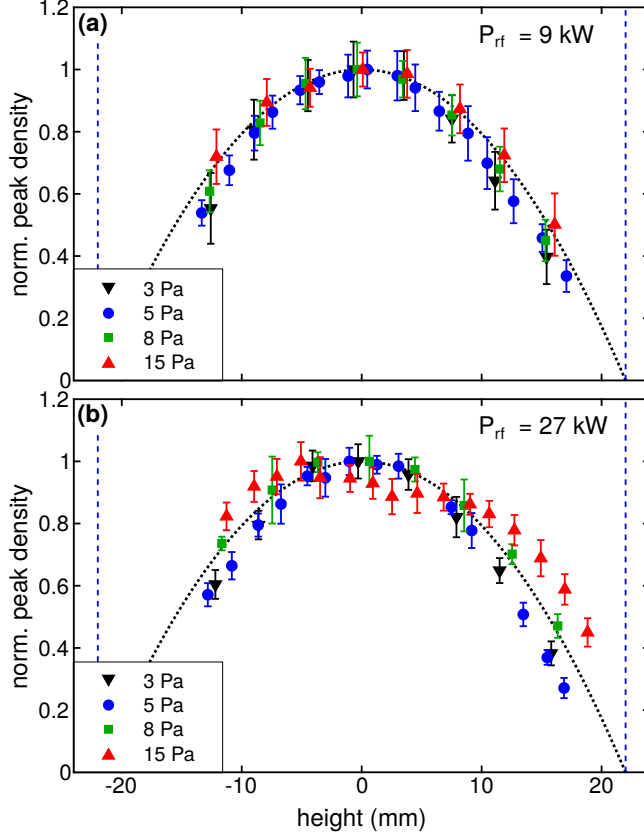 (a)
P_rf = 9 kW
norm. peak density
1.2
1
0.8
0.6
0.4
0.2
0
3 Pa
5 Pa
8 Pa
15 Pa
(b)
P_rf = 27 kW
norm. peak density
1.2
1
0.8
0.6
0.4
0.2
0
3 Pa
5 Pa
8 Pa
15 Pa
-20 -10 0 10 20
height (mm)